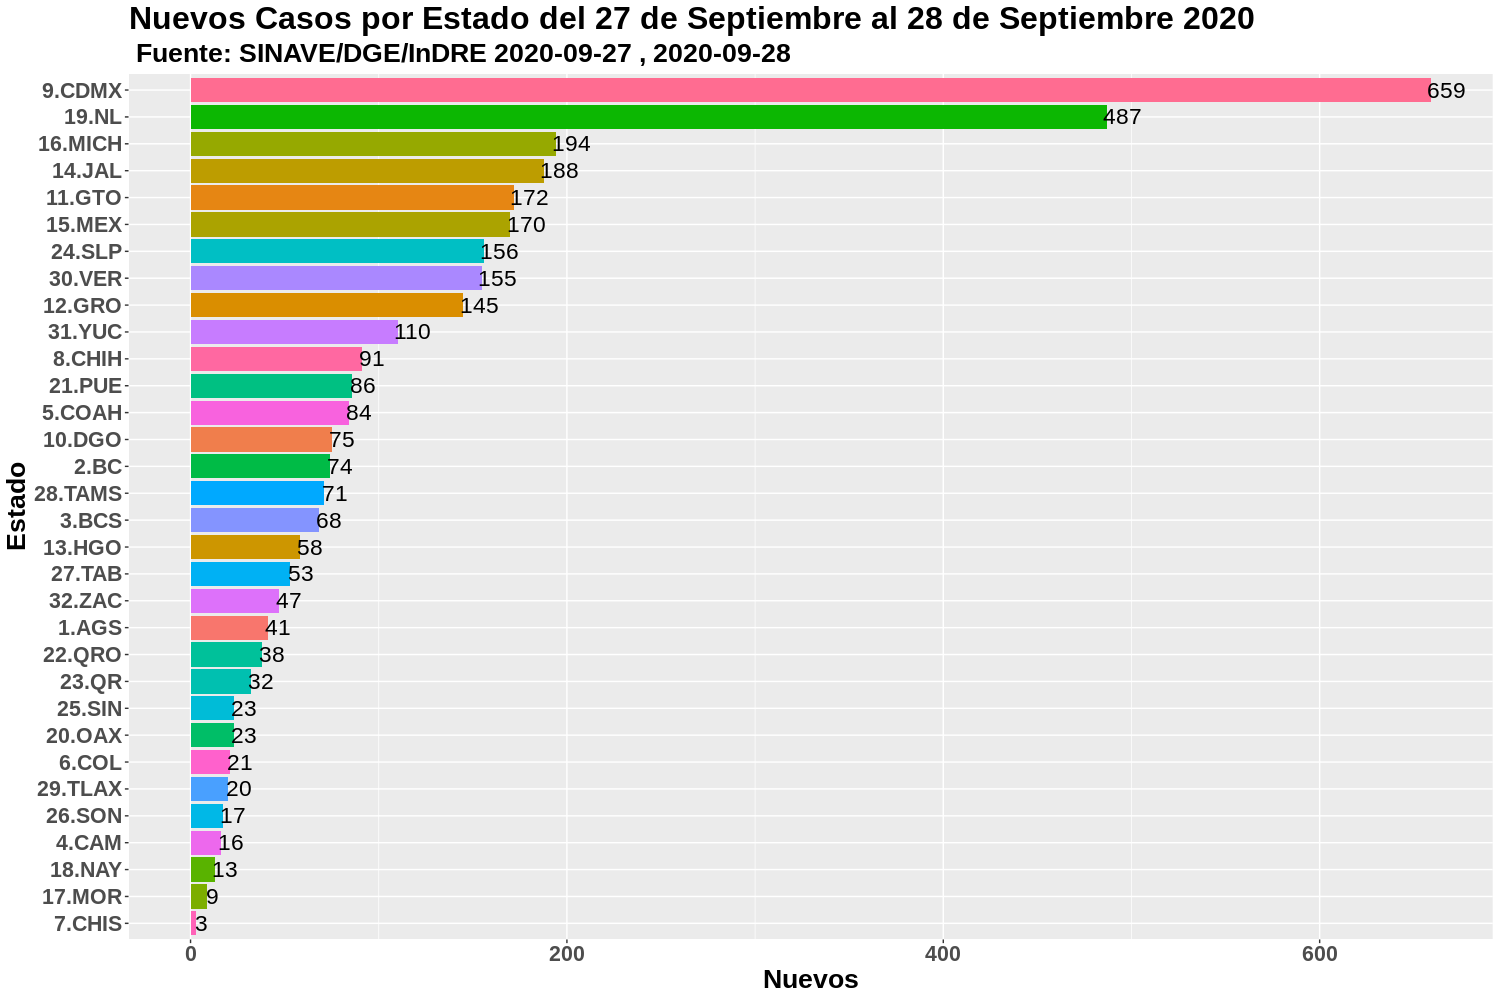 Nuevos Casos por Estado del 27 de Septiembre al 28 de Septiembre 2020
Fuente: SINAVE/DGE/InDRE 2020-09-27 , 2020-09-28
Estado
9.CDMX 659
19.NL 487
16.MICH 194
14.JAL 188
11.GTO 172
15.MEX 170
24.SLP 156
30.VER 155
12.GRO 145
31.YUC 110
8.CHIH 91
21.PUE 86
5.COAH 84
10.DGO 75
2.BC 74
28.TAMS 71
3.BCS 68
13.HGO 58
27.TAB 53
32.ZAC 47
1.AGS 41
22.QRO 38
23.QR 32
25.SIN 23
20.OAX 23
6.COL 21
29.TLAX 20
26.SON 17
4.CAM 16
18.NAY 13
17.MOR 9
7.CHIS 3
0 200 400 600
Nuevos